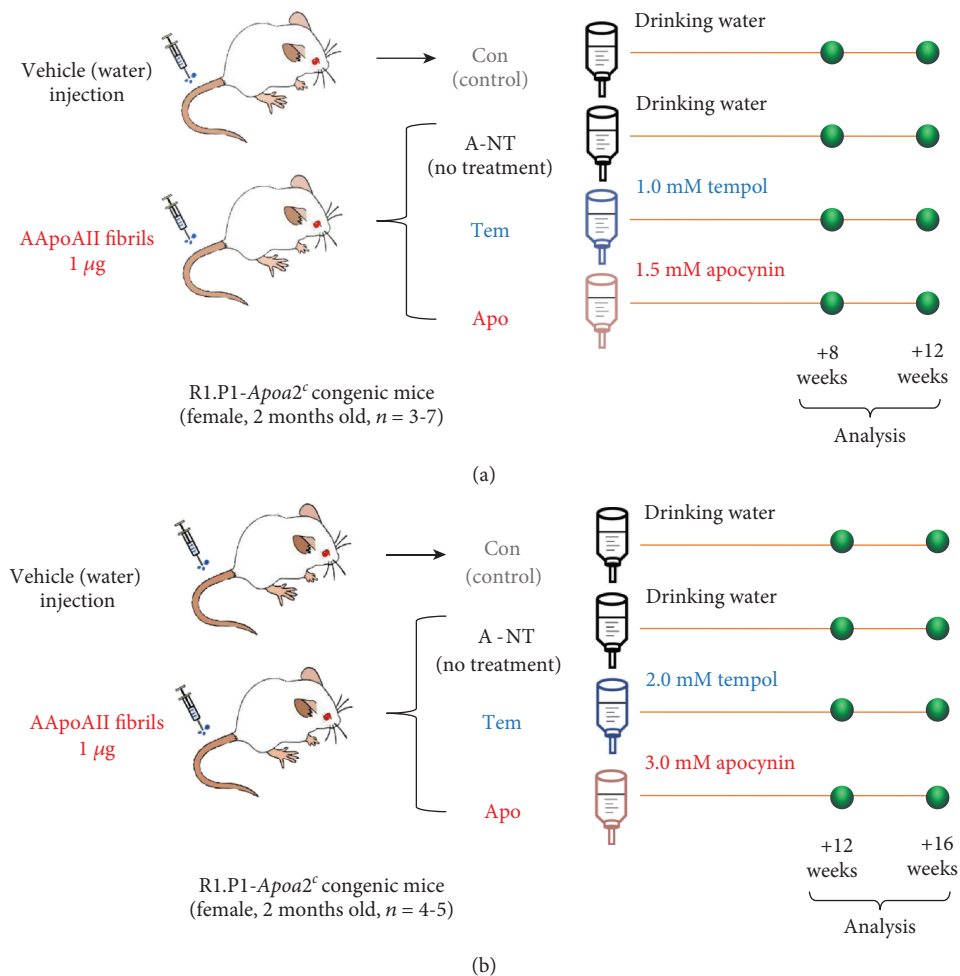 Vehicle (water)
injection
Con
(control)
Drinking water
AApoAII fibrils
1 μg
A-NT
(no treatment)
Drinking water
Tem
1.0 mM tempol
Apo
1.5 mM apocynin
+8
weeks
+12
weeks
Analysis
R1.P1-Apoa2ᶜ congenic mice
(female, 2 months old, n = 3-7)
(a)
Vehicle (water)
injection
Con
(control)
Drinking water
AApoAII fibrils
1 μg
A -NT
(no treatment)
Drinking water
Tem
2.0 mM tempol
Apo
3.0 mM apocynin
+12
weeks
+16
weeks
Analysis
R1.P1-Apoa2ᶜ congenic mice
(female, 2 months old, n = 4-5)
(b)